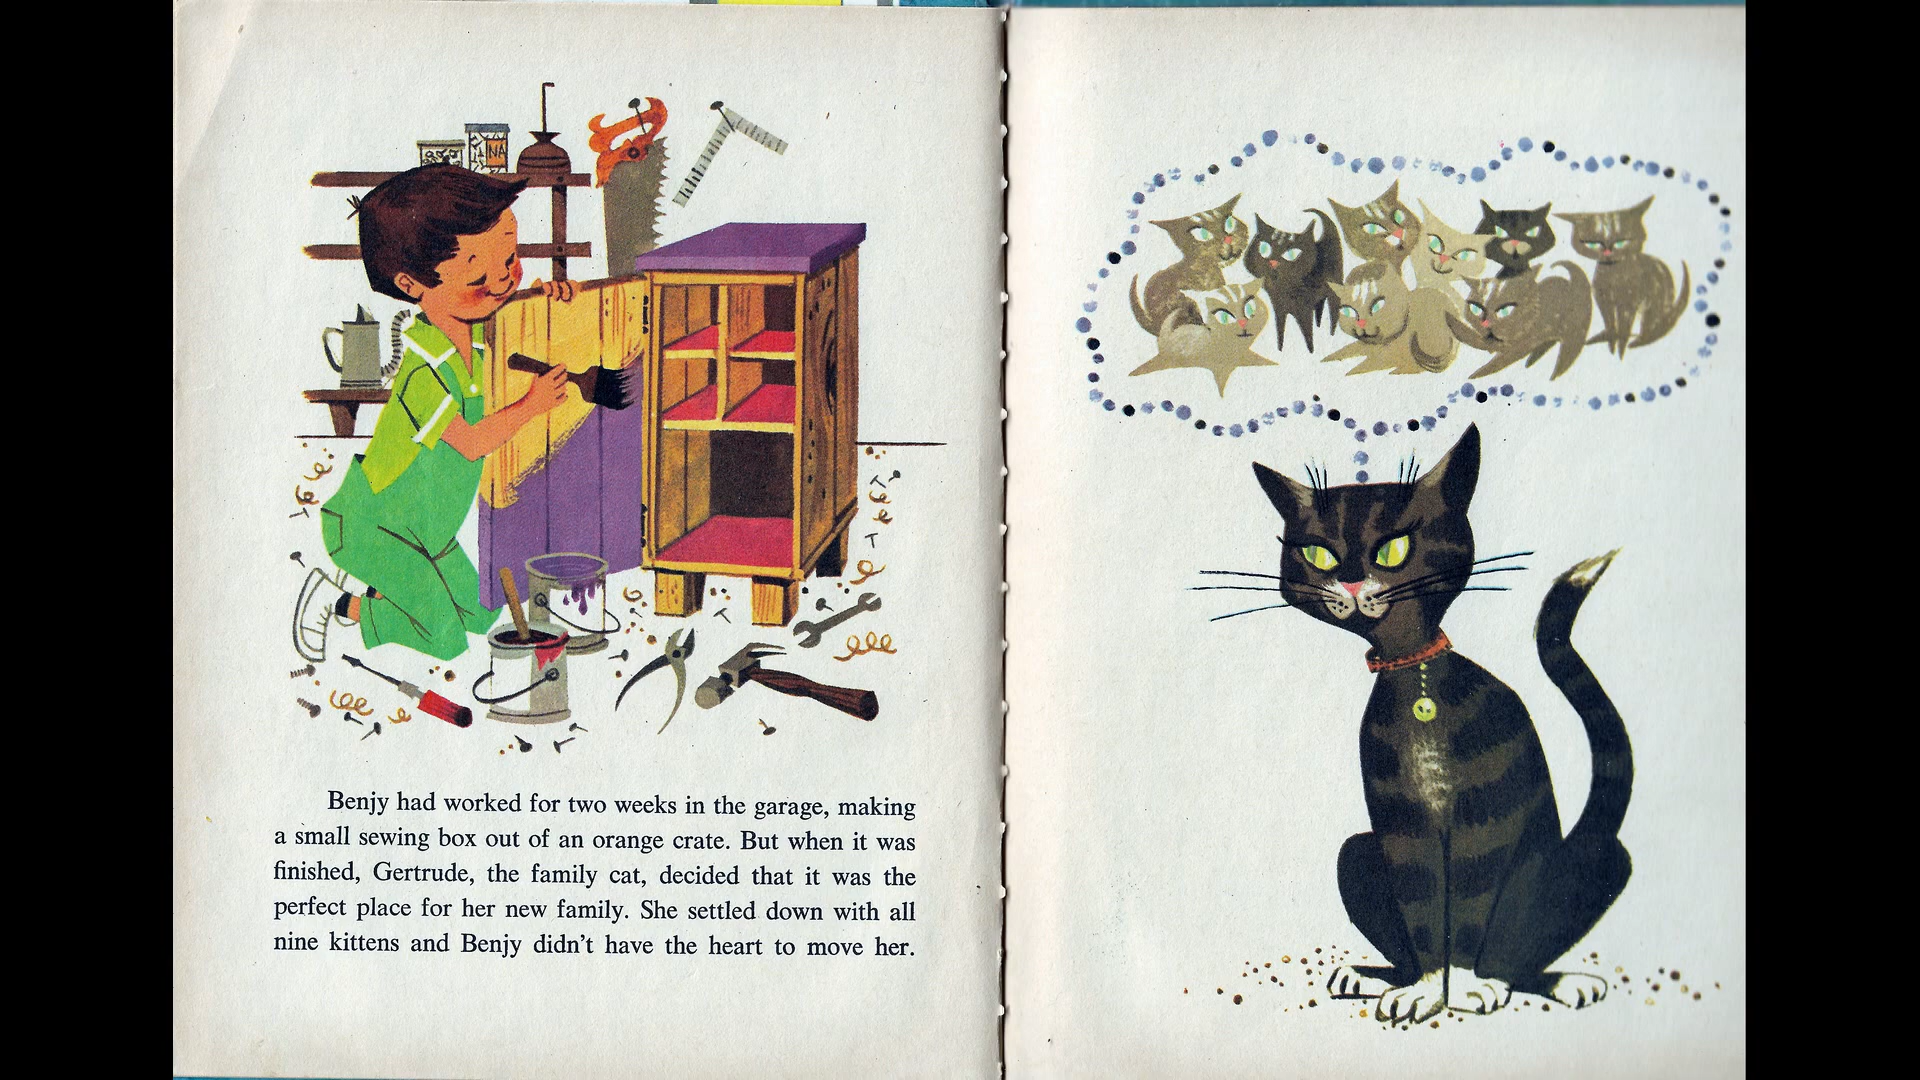 NA
Benjy had worked for two weeks in the garage, making
a small sewing box out of an orange crate. But when it was
finished, Gertrude, the family cat, decided that it was the
perfect place for her new family. She settled down with all
nine kittens and Benjy didn't have the heart to move her.